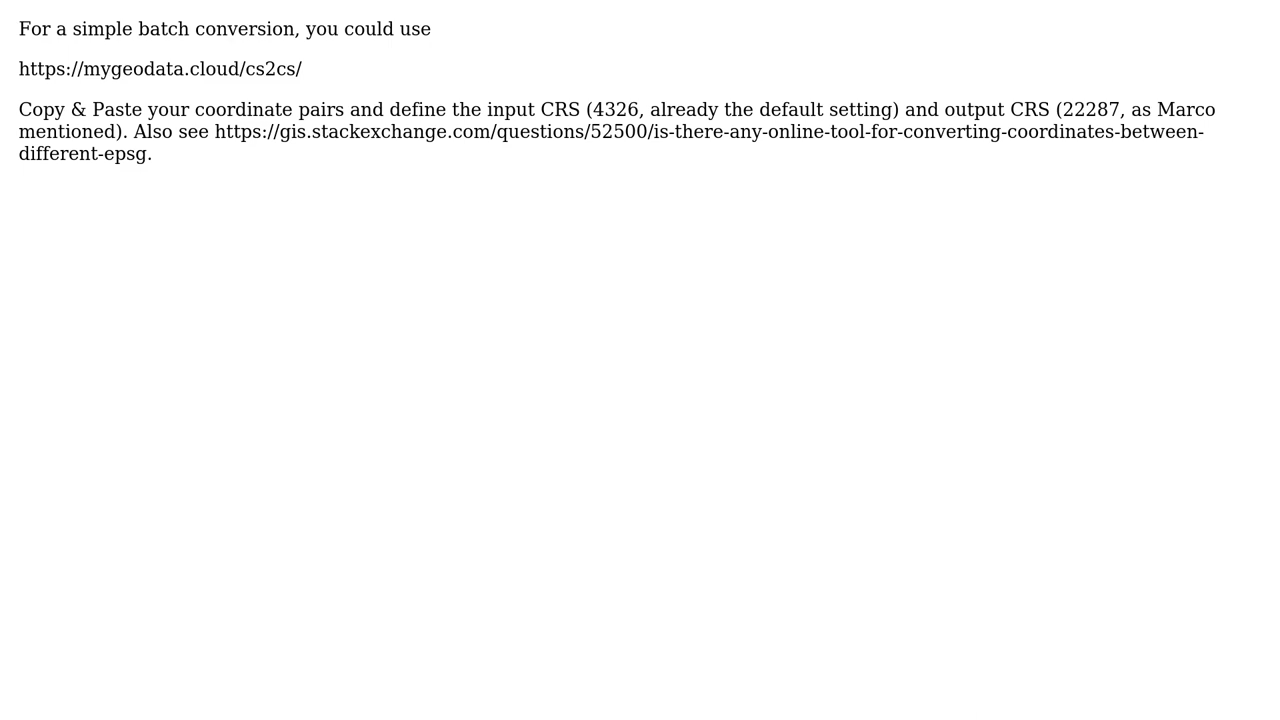 For a simple batch conversion, you could use
https://mygeodata.cloud/cs2cs/
Copy & Paste your coordinate pairs and define the input CRS (4326, already the default setting) and output CRS (22287, as Marco
mentioned). Also see https://gis.stackexchange.com/questions/52500/is-there-any-online-tool-for-converting-coordinates-between-
different-epsg.